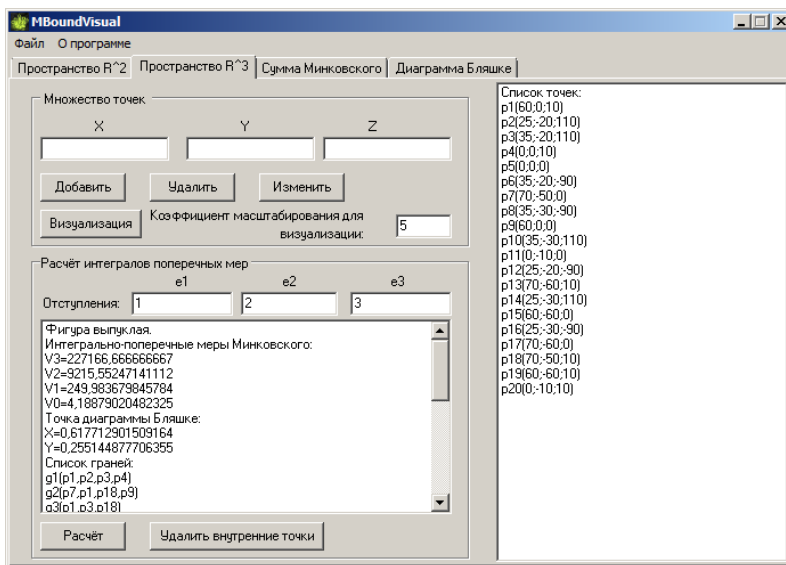 MBoundVisual
Файл О программе
Пространство R^2 Пространство R^3 Сумма Минковского Диаграмма Бляшке
Множество точек
X Y Z
Добавить Удалить Изменить
Визуализация
Коэффициент масштабирования для
визуализации:
5
Расчёт интегралов поперечных мер
e1 e2 e3
Отступления: 1 2 3
Фигура выпуклая.
Интегрально-поперечные меры Минковского:
V3=227166,666666667
V2=9215,55247141112
V1=249,983679845784
V0=4,18879020482325
Точка диаграммы Бляшке:
X=0,617712901509164
Y=0,255144877706355
Список граней:
g1(p1,p2,p3,p4)
g2(p7,p1,p18,p9)
g3(p1,p3,p18)
Расчёт Удалить внутренние точки
Список точек:
p1(60;0;10)
p2(25;-20;110)
p3(35;-20;110)
p4(0;0;10)
p5(0;0;0)
p6(35;-20;-90)
p7(70;-50;0)
p8(35;-30;-90)
p9(60;0;0)
p10(35;-30;110)
p11(0;-10;0)
p12(25;-20;-90)
p13(70;-60;10)
p14(25;-30;110)
p15(60;-60;0)
p16(25;-30;-90)
p17(70;-60;0)
p18(70;-50;10)
p19(60;-60;10)
p20(0;-10;10)